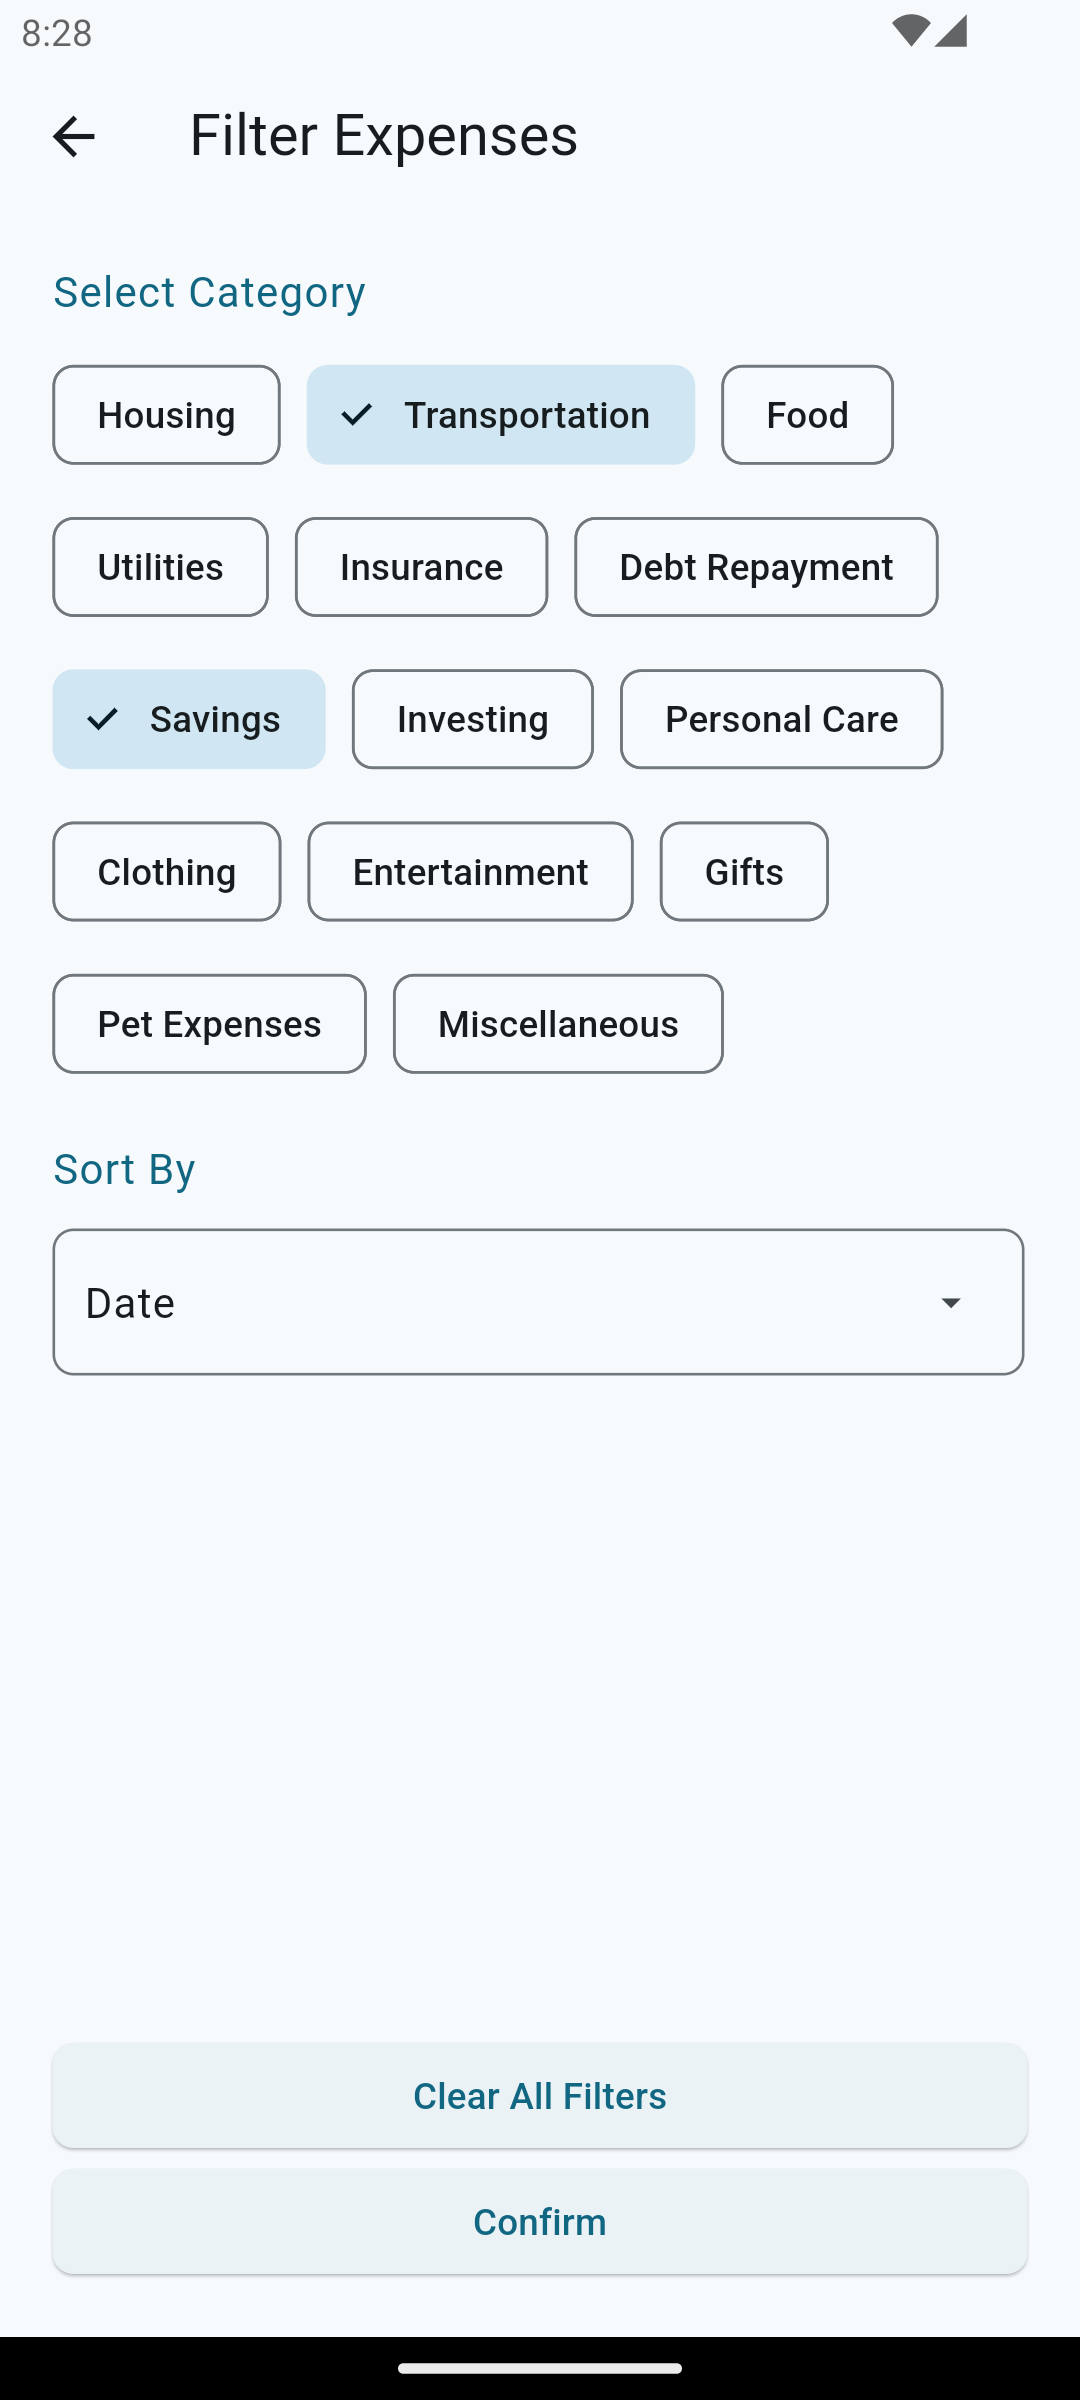 8:28
Filter Expenses
Select Category
Housing Transportation Food
Utilities Insurance Debt Repayment
Savings Investing Personal Care
Clothing Entertainment Gifts
Pet Expenses Miscellaneous
Sort By
Date
Clear All Filters
Confirm